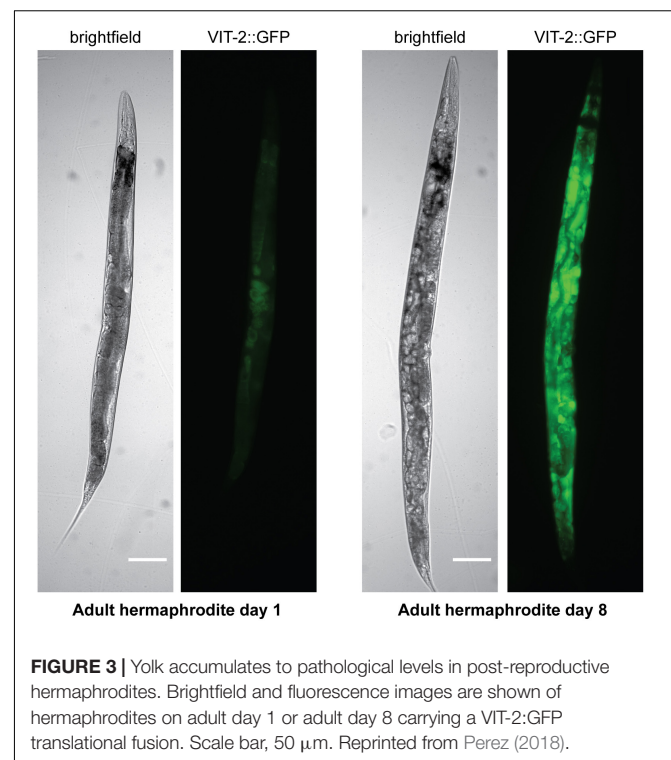 brightfield VIT-2::GFP brightfield VIT-2::GFP
Adult hermaphrodite day 1 Adult hermaphrodite day 8
FIGURE 3 | Yolk accumulates to pathological levels in post-reproductive
hermaphrodites. Brightfield and fluorescence images are shown of
hermaphrodites on adult day 1 or adult day 8 carrying a VIT-2:GFP
translational fusion. Scale bar, 50 μm. Reprinted from Perez (2018).